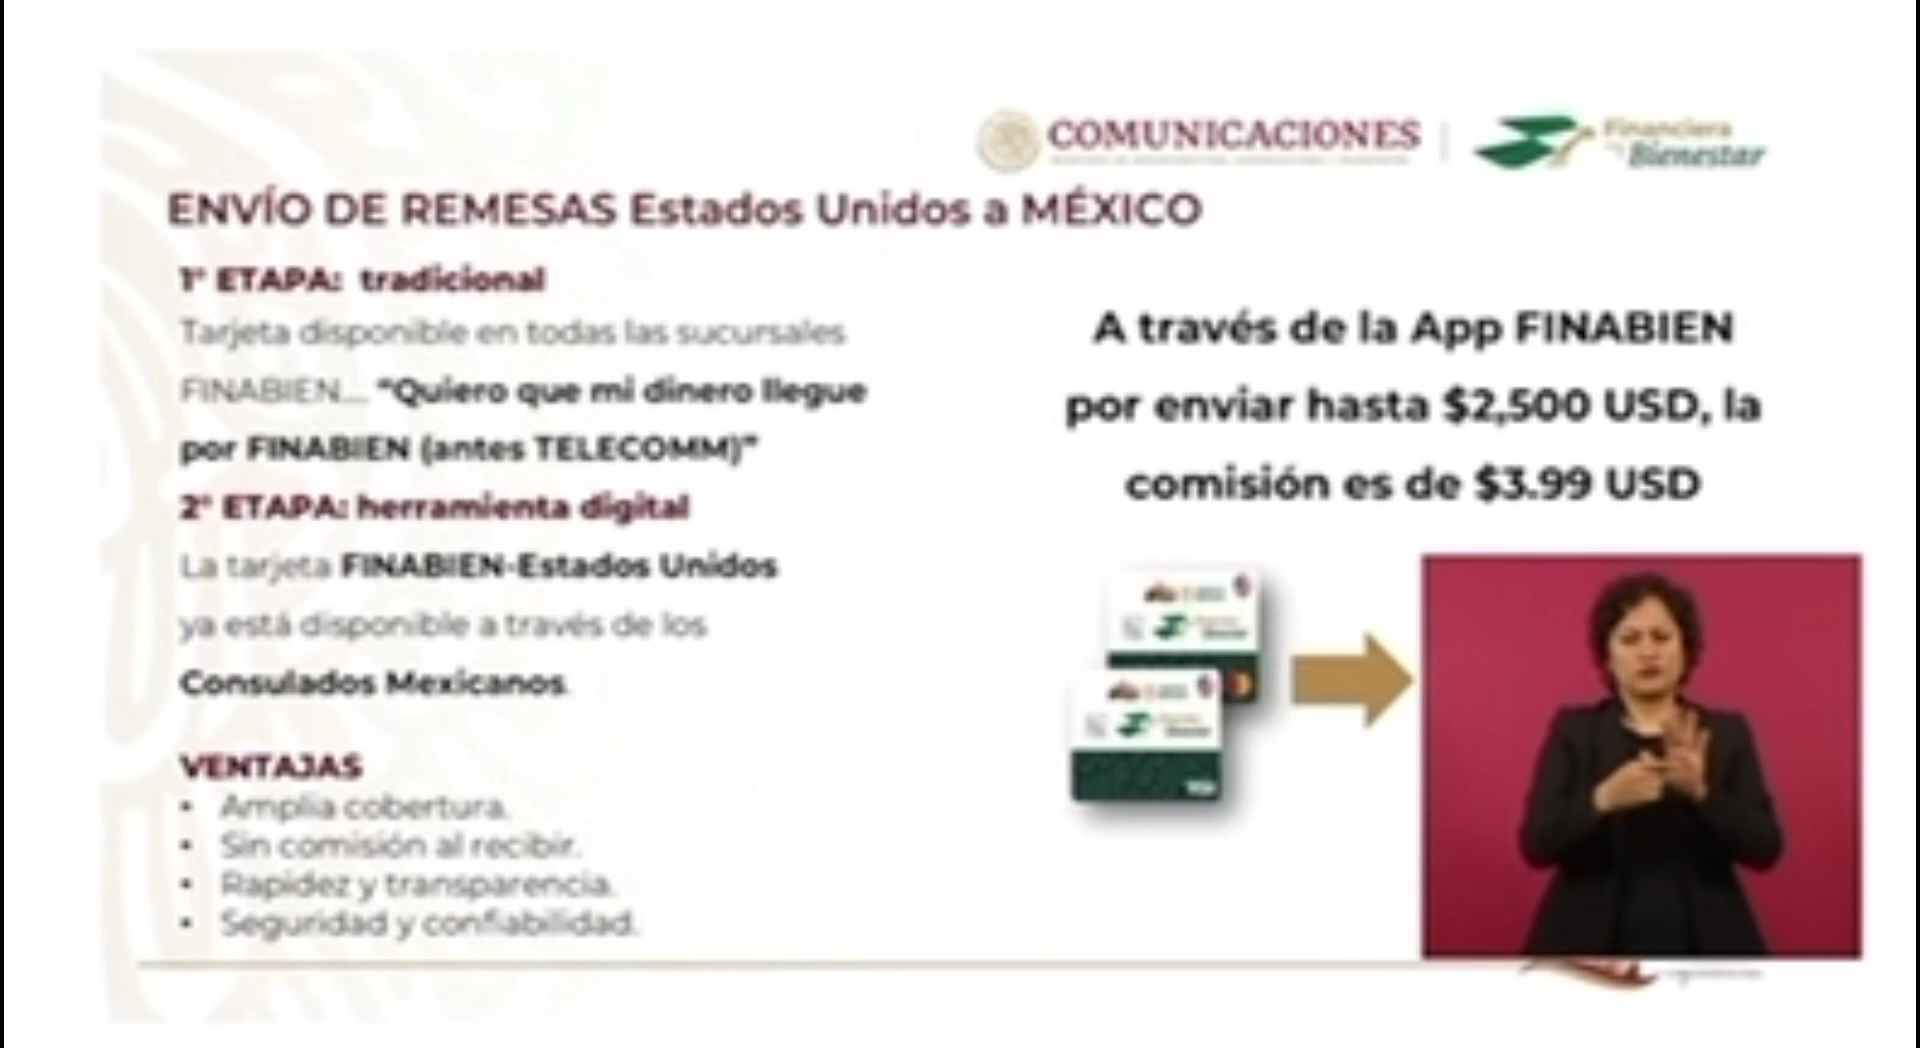 COMUNICACIONES
Financiera
Bienestar
ENVÍO DE REMESAS Estados Unidos a MÉXICO
1° ETAPA: tradicional
Tarjeta disponible en todas las sucursales
FINABIEN... “Quiero que mi dinero llegue
por FINABIEN (antes TELECOMM)”
2° ETAPA: herramienta digital
La tarjeta FINABIEN-Estados Unidos
ya está disponible a través de los
Consulados Mexicanos.
VENTAJAS
• Amplia cobertura.
• Sin comisión al recibir.
• Rapidez y transparencia.
• Seguridad y confiabilidad.
A través de la App FINABIEN
por enviar hasta $2,500 USD, la
comisión es de $3.99 USD